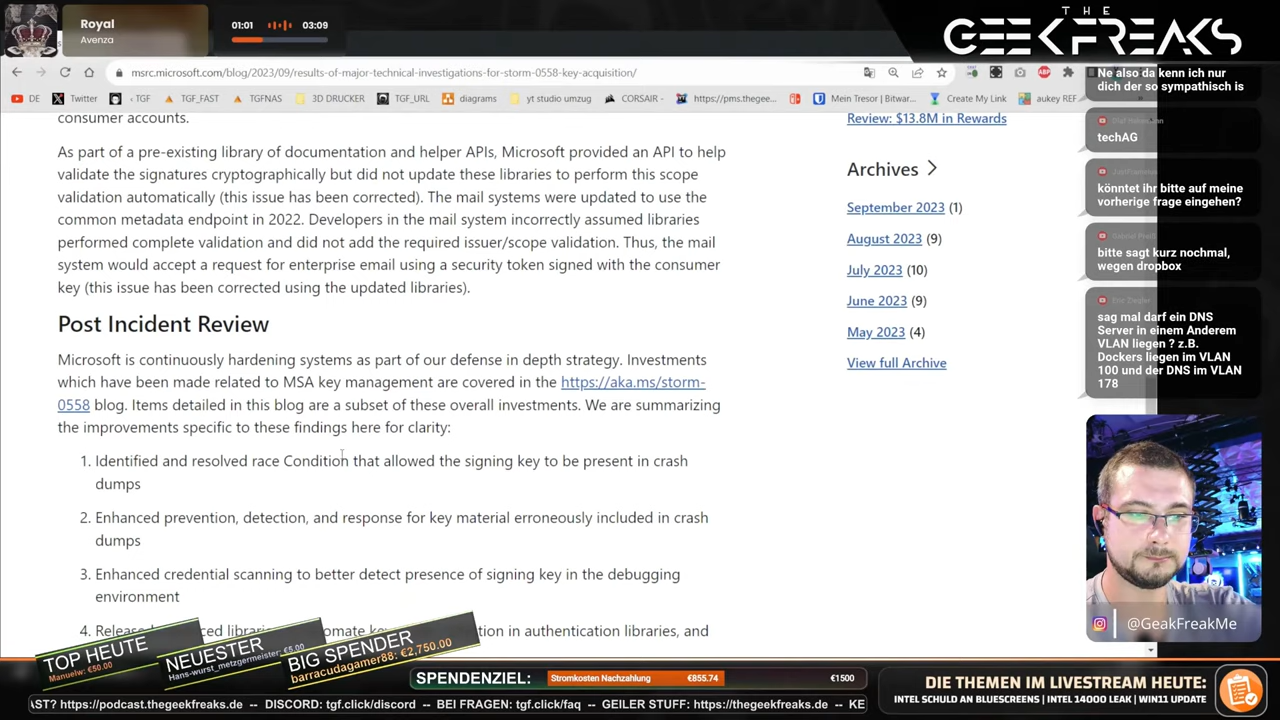 Royal
Avenza
01:01
03:09
THE
GEEKFREAKS
msrc.microsoft.com/blog/2023/09/results-of-major-technical-investigations-for-storm-0558-key-acquisition/
DE
Twitter
‹ TGF
TGF_FAST
TGFNAS
3D DRUCKER
TGF_URL
diagrams
yt studio umzug
CORSAIR -
https://pms.thegee...
Mein Tresor | Bitwar...
Create My Link
aukey REF
consumer accounts.
As part of a pre-existing library of documentation and helper APIs, Microsoft provided an API to help
validate the signatures cryptographically but did not update these libraries to perform this scope
validation automatically (this issue has been corrected). The mail systems were updated to use the
common metadata endpoint in 2022. Developers in the mail system incorrectly assumed libraries
performed complete validation and did not add the required issuer/scope validation. Thus, the mail
system would accept a request for enterprise email using a security token signed with the consumer
key (this issue has been corrected using the updated libraries).
Post Incident Review
Microsoft is continuously hardening systems as part of our defense in depth strategy. Investments
which have been made related to MSA key management are covered in the https://aka.ms/storm-
0558 blog. Items detailed in this blog are a subset of these overall investments. We are summarizing
the improvements specific to these findings here for clarity:
1. Identified and resolved race Condition that allowed the signing key to be present in crash
dumps
2. Enhanced prevention, detection, and response for key material erroneously included in crash
dumps
3. Enhanced credential scanning to better detect presence of signing key in the debugging
environment
4. in authentication libraries, and
Review: $13.8M in Rewards
Archives
September 2023 (1)
August 2023 (9)
July 2023 (10)
June 2023 (9)
May 2023 (4)
View full Archive
Ne also da kenn ich nur
dich der so sympathisch is
techAG
könntet ihr bitte auf meine
vorherige frage eingehen?
bitte sagt kurz nochmal,
wegen dropbox
sag mal darf ein DNS
Server in einem Anderem
VLAN liegen ? z.B.
Dockers liegen im VLAN
100 und der DNS im VLAN
178
@GeakFreakMe
TOP HEUTE
Manuelw: €50.00
NEUESTER
Hans-wurst_metzgermeister: €5.00
BIG SPENDER
barracudagamer88: €2,750.00
SPENDENZIEL:
Stromkosten Nachzahlung
€855.74
€1500
DIE THEMEN IM LIVESTREAM HEUTE:
INTEL SCHULD AN BLUESCREENS | INTEL 14000 LEAK | WIN11 UPDATE
AST? https://podcast.thegeekfreaks.de -- DISCORD: tgf.click/discord -- BEI FRAGEN: tgf.click/faq -- GEILER STUFF: https://thegeekfreaks.de -- KE